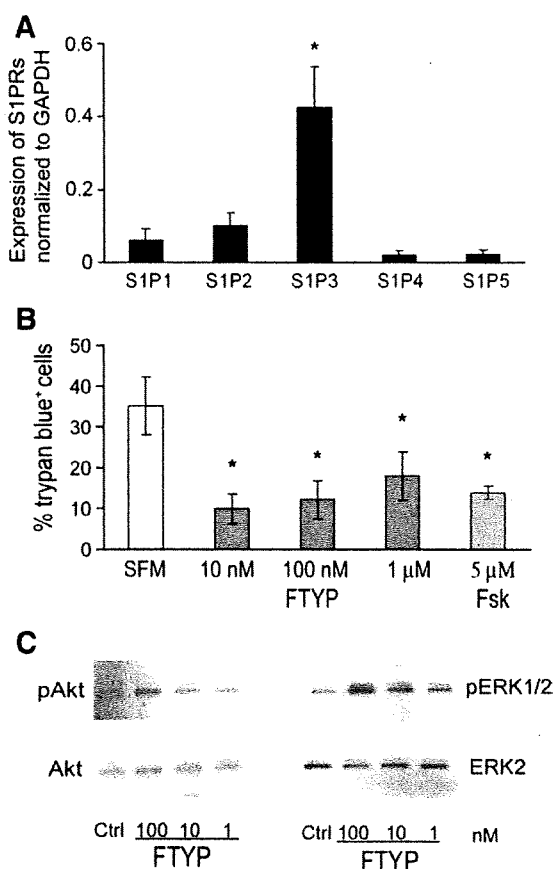 A
Expression of S1PRs
normalized to GAPDH
0.6
0.4
0.2
0
*
S1P1 S1P2 S1P3 S1P4 S1P5
B
% trypan blue⁺ cells
50
40
30
20
10
0
* * * *
SFM 10 nM 100 nM 1 μM 5 μM
FTYP Fsk
C
pAkt pERK1/2
Akt ERK2
Ctrl 100 10 1 Ctrl 100 10 1 nM
FTYP FTYP